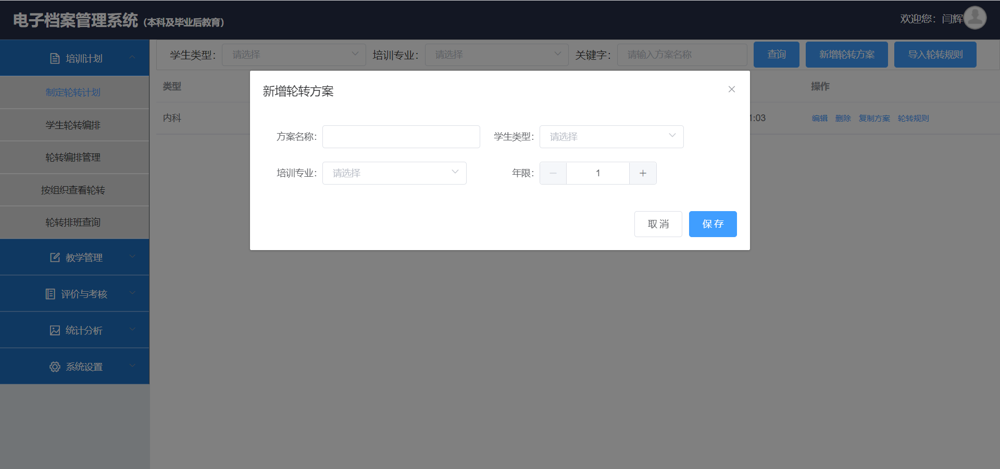 电子档案管理系统（本科及毕业后教育）
欢迎您：闫辉
培训计划
制定轮转计划
学生轮转编排
轮转编排管理
按组织查看轮转
轮转排班查询
教学管理
评价与考核
统计分析
系统设置
学生类型： 请选择 培训专业： 请选择 关键字： 请输入方案名称 查询 新增轮转方案 导入轮转规则
类型 操作
内科 1:03 编辑 删除 复制方案 轮转规则
新增轮转方案
方案名称： 学生类型： 请选择
培训专业： 请选择 年限： 1
取消 保存